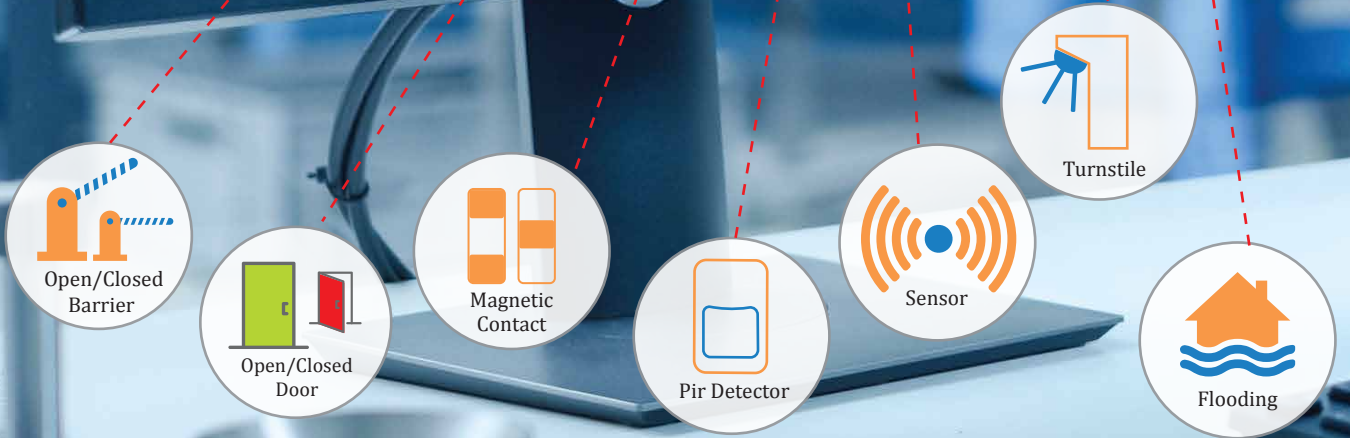 Open/Closed
Barrier
Open/Closed
Door
Magnetic
Contact
Pir Detector
Sensor
Turnstile
Flooding